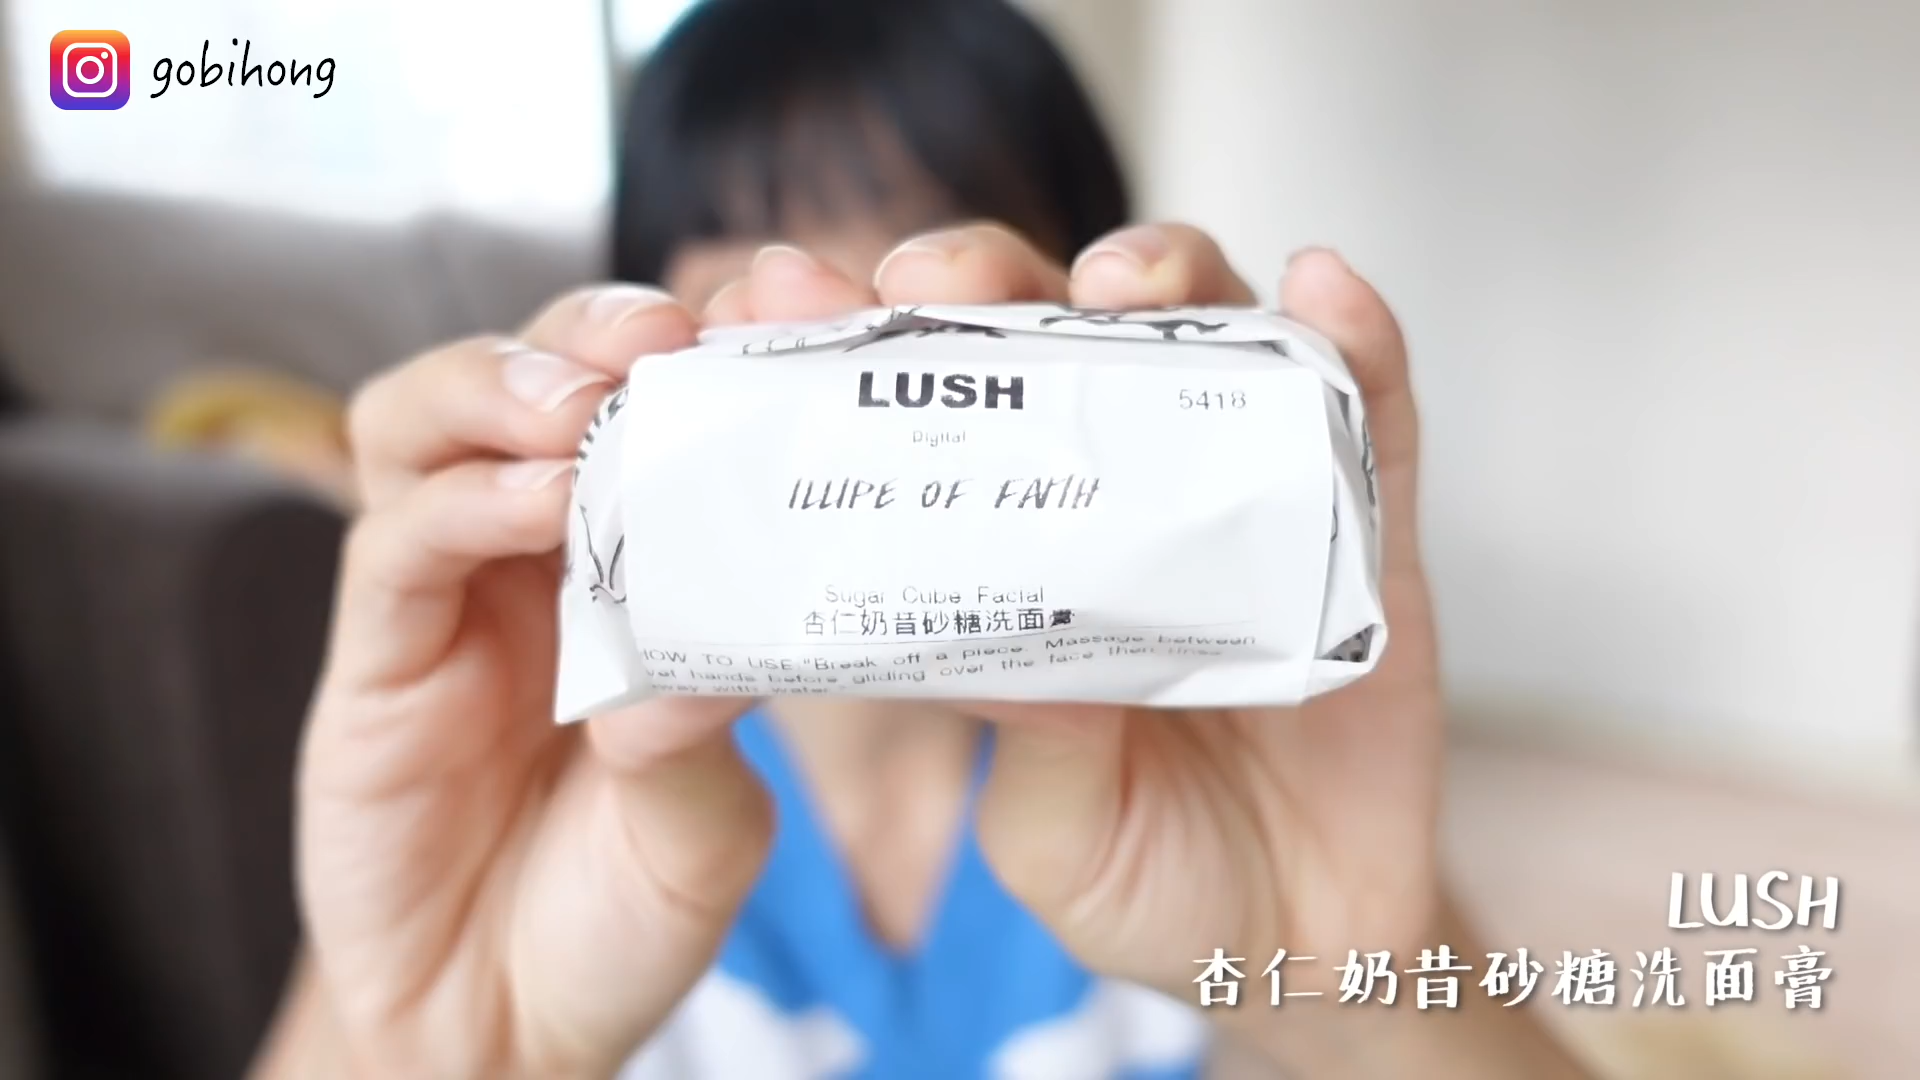 gobihong
LUSH
5418
Digital
ILLIPE OF FAITH
Sugar Cube Facial
杏仁奶昔砂糖洗面膏
HOW TO USE "Break off a piece. Massage between
wet hands before gliding over the face then rinse
away with water."
LUSH
杏仁奶昔砂糖洗面膏